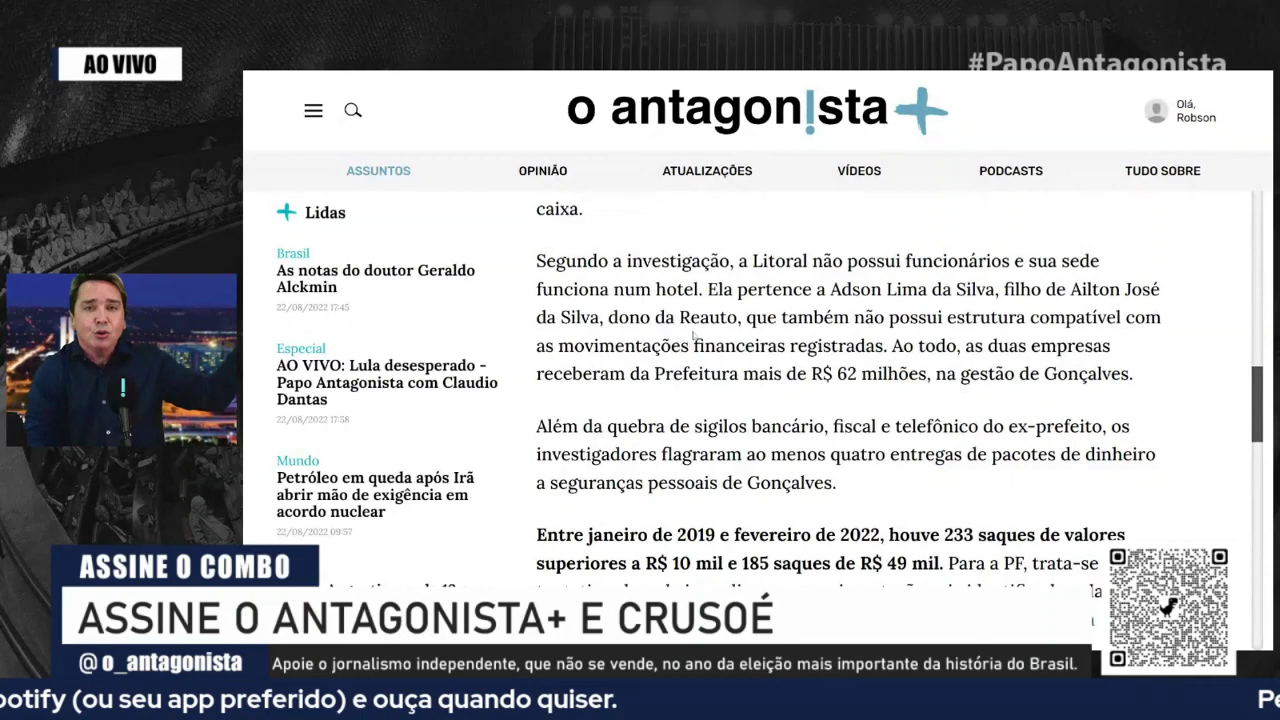 AO VIVO
#PapoAntagonista
o antagon!sta+
Olá,
Robson
ASSUNTOS
OPINIÃO
ATUALIZAÇÕES
VÍDEOS
PODCASTS
TUDO SOBRE
+ Lidas
Brasil
As notas do doutor Geraldo
Alckmin
22/08/2022 17:45
Especial
AO VIVO: Lula desesperado -
Papo Antagonista com Claudio
Dantas
22/08/2022 17:58
Mundo
Petróleo em queda após Irã
abrir mão de exigência em
acordo nuclear
22/08/2022 09:57
caixa.
Segundo a investigação, a Litoral não possui funcionários e sua sede
funciona num hotel. Ela pertence a Adson Lima da Silva, filho de Ailton José
da Silva, dono da Reauto, que também não possui estrutura compatível com
as movimentações financeiras registradas. Ao todo, as duas empresas
receberam da Prefeitura mais de R$ 62 milhões, na gestão de Gonçalves.
Além da quebra de sigilos bancário, fiscal e telefônico do ex-prefeito, os
investigadores flagraram ao menos quatro entregas de pacotes de dinheiro
a seguranças pessoais de Gonçalves.
Entre janeiro de 2019 e fevereiro de 2022, houve 233 saques de valores
superiores a R$ 10 mil e 185 saques de R$ 49 mil. Para a PF, trata-se
ASSINE O COMBO
ASSINE O ANTAGONISTA+ E CRUSOÉ
@o_antagonista
Apoie o jornalismo independente, que não se vende, no ano da eleição mais importante da história do Brasil.
potify (ou seu app preferido) e ouça quando quiser.
Pe